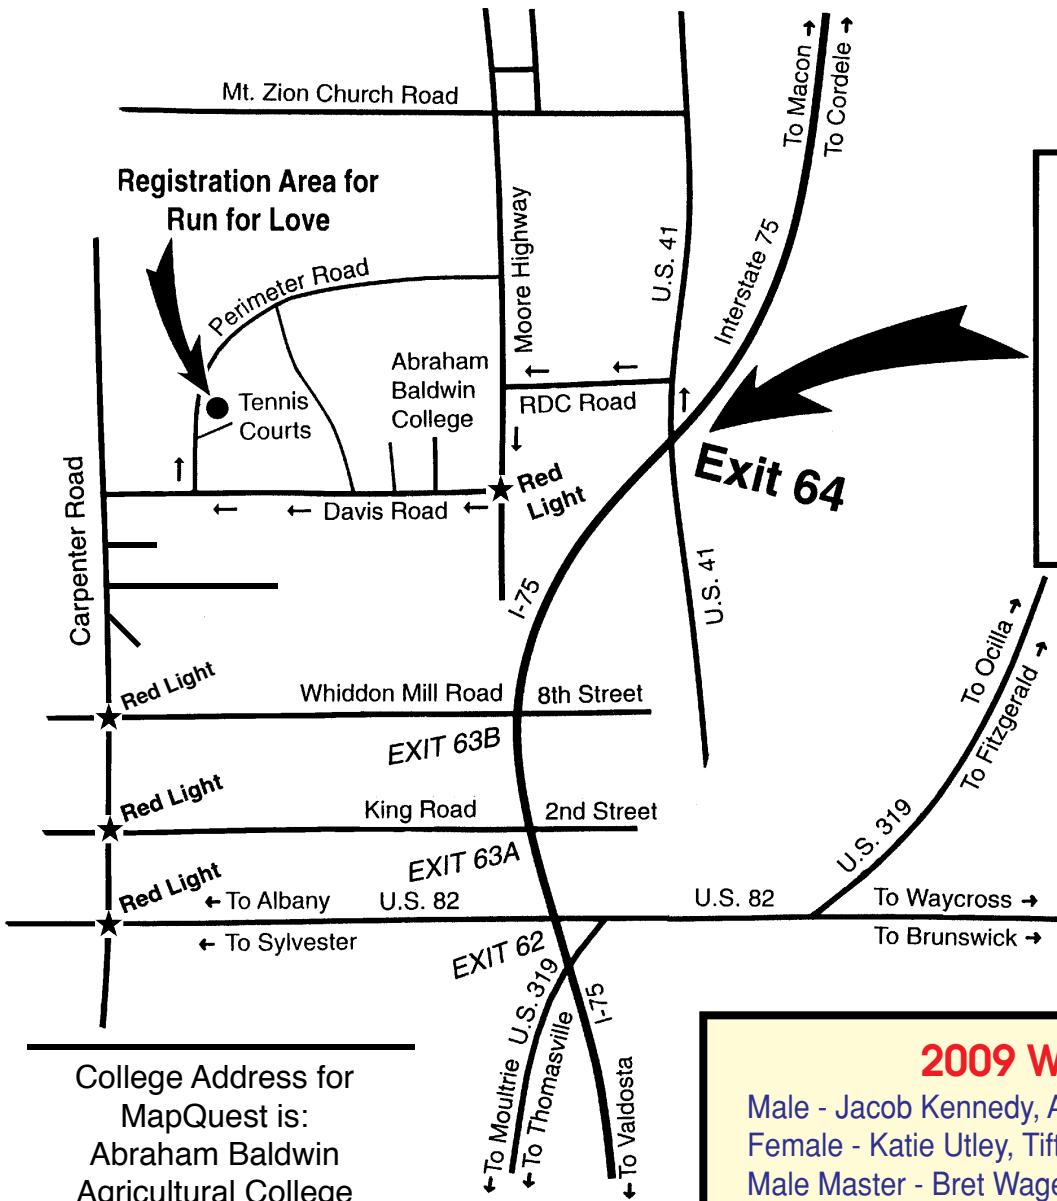 Mt. Zion Church Road
To Macon →
To Cordele →
Registration Area for
Run for Love
Moore Highway
U.S. 41
Interstate 75
Perimeter Road
Abraham
Baldwin
College
← ←
RDC Road
→
Tennis
Courts
↓
→
Exit 64
Red
Light
← ← Davis Road ←
Carpenter Road
I-75
U.S. 41
To Ocilla →
To Fitzgerald →
Red Light
Whiddon Mill Road
8th Street
EXIT 63B
Red Light
King Road
2nd Street
EXIT 63A
U.S. 319
Red Light
← To Albany
U.S. 82
U.S. 82
To Waycross →
← To Sylvester
To Brunswick →
EXIT 62
U.S. 319
I-75
← To Moultrie
← To Thomasville
← To Valdosta
College Address for
MapQuest is:
Abraham Baldwin
Agricultural College
2009 W
Male - Jacob Kennedy, A
Female - Katie Utley, Tift
Male Master - Bret Wage